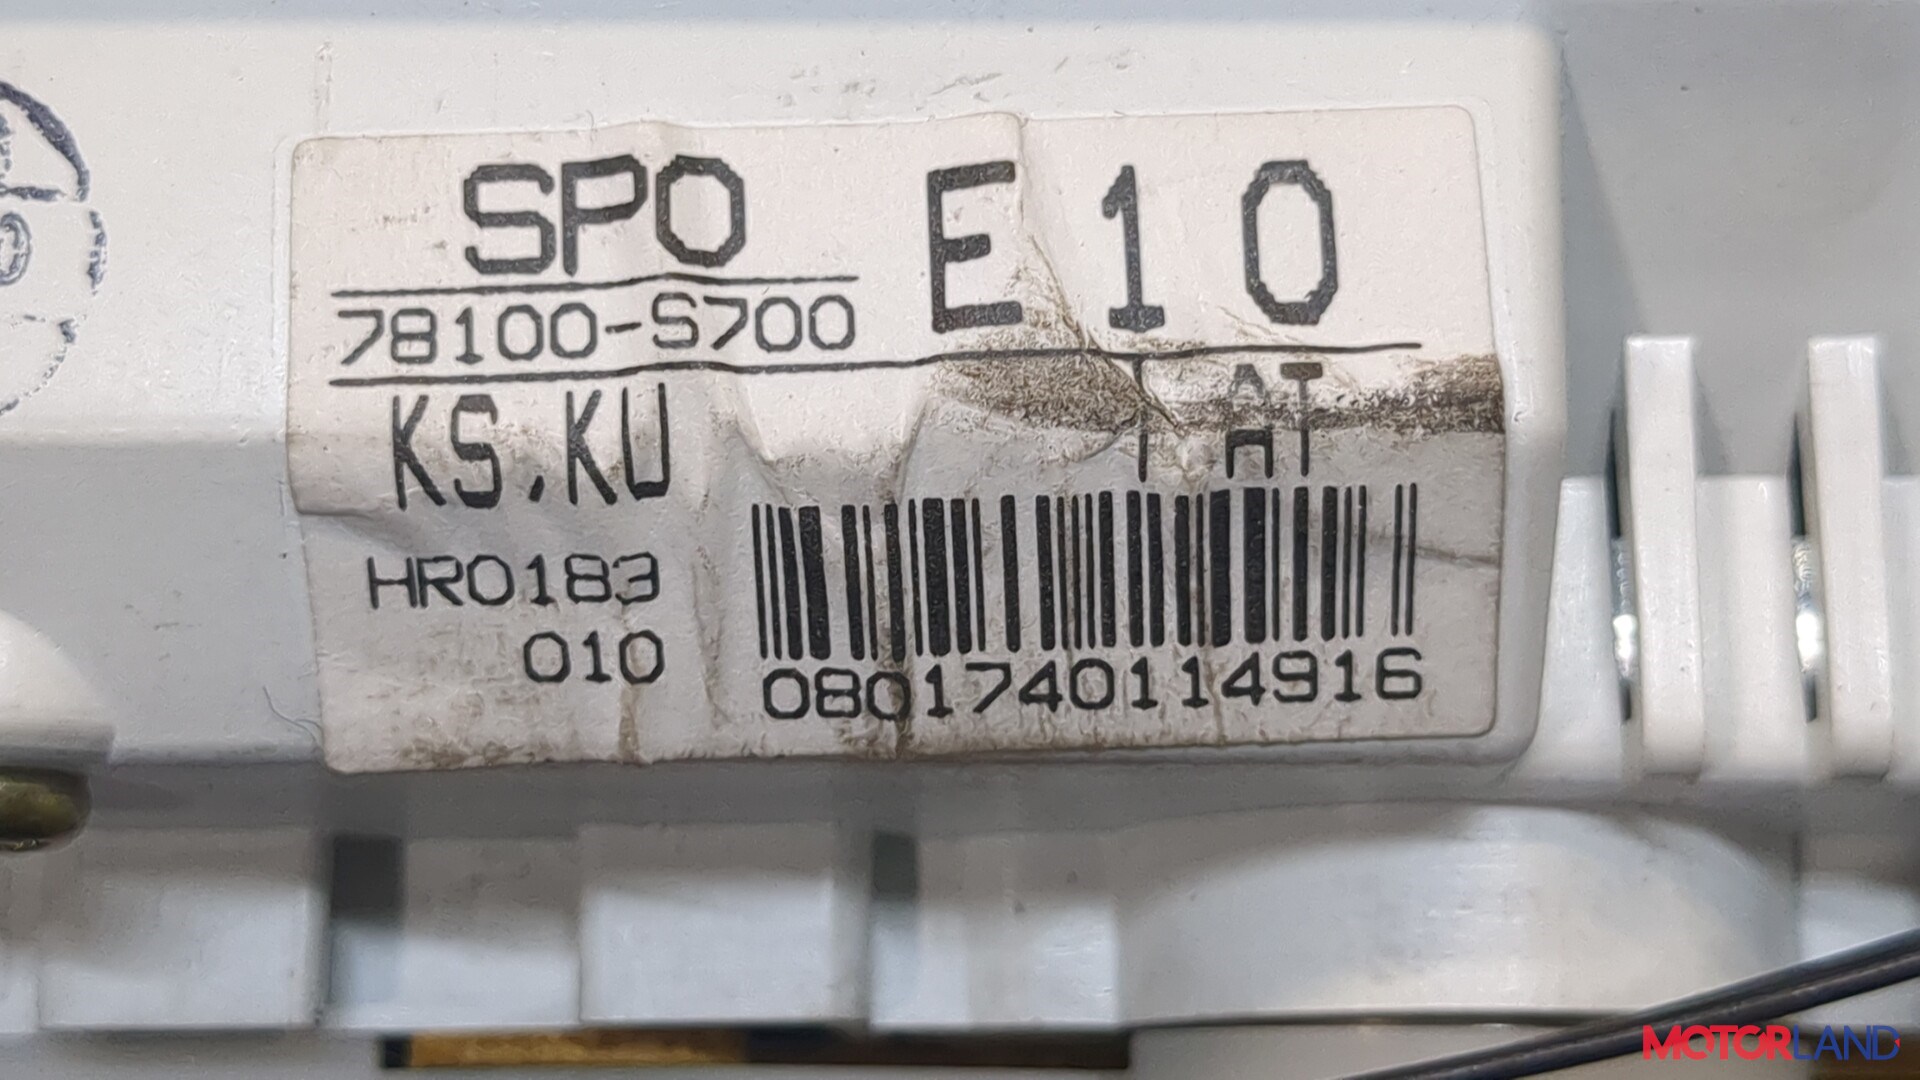 SPO E10
78100-S700
KS.KU AT
HR0183
010
0801740114916
MOTORLAND